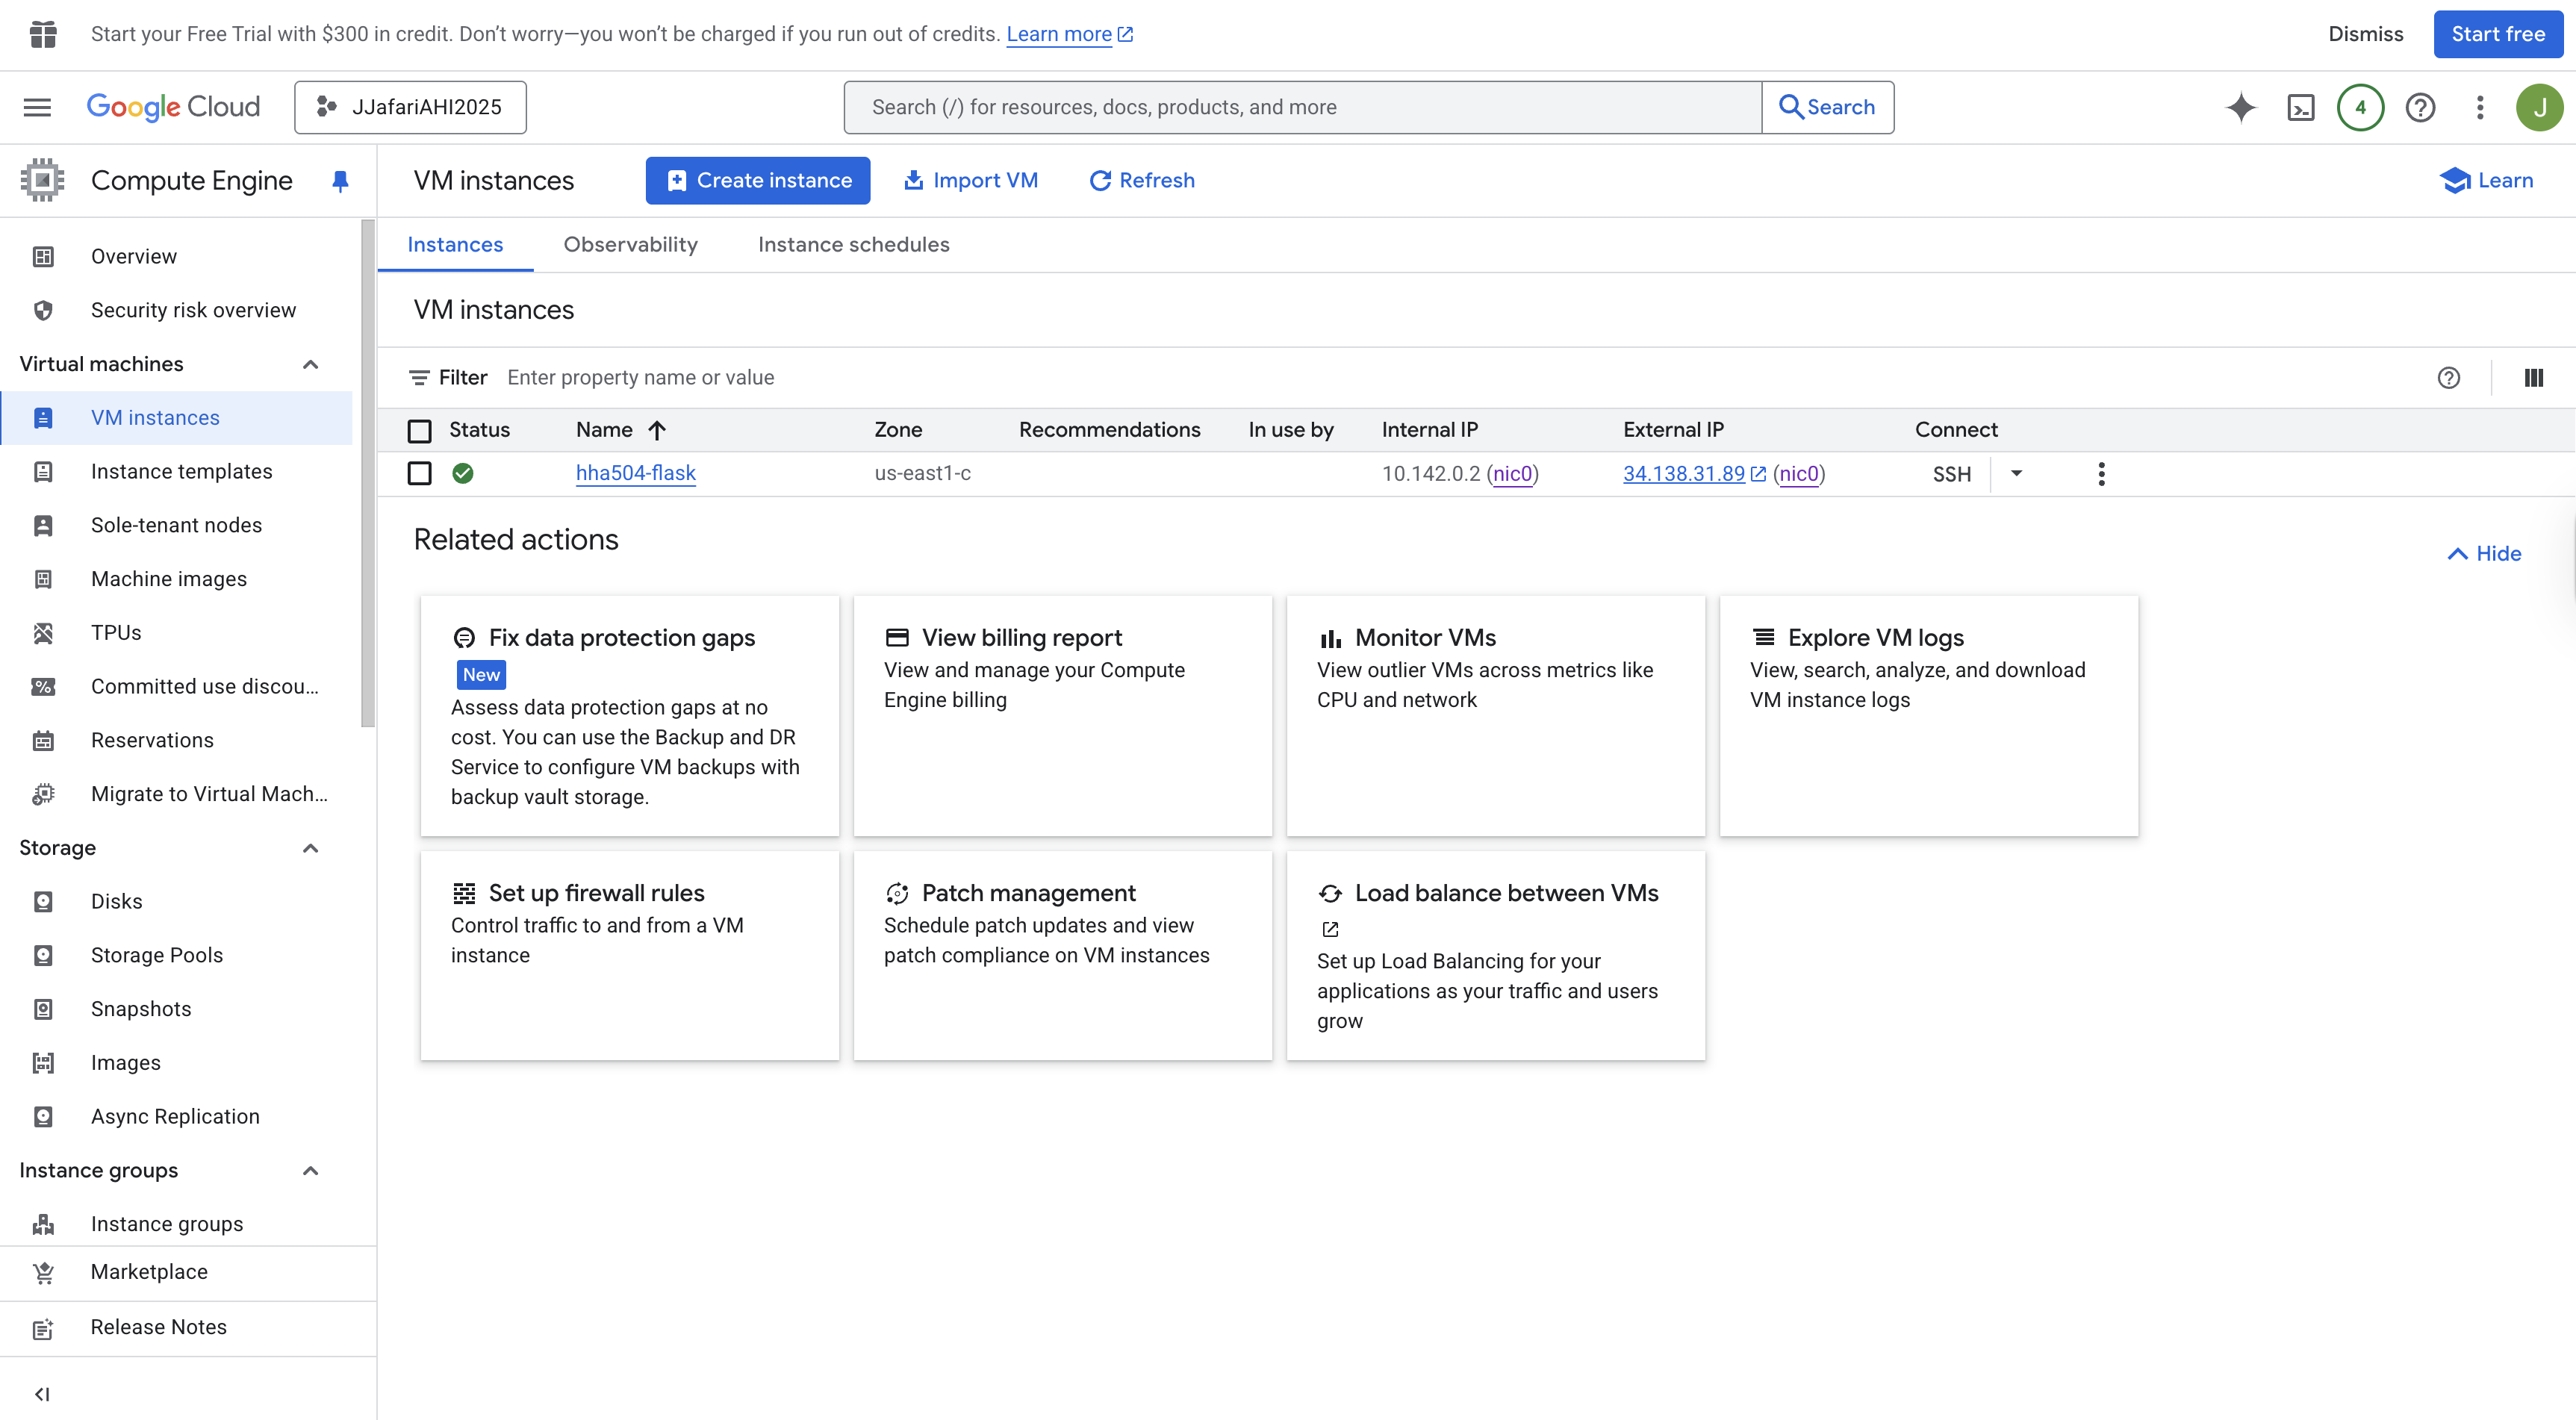 Start your Free Trial with $300 in credit. Don’t worry—you won’t be charged if you run out of credits. Learn more
Dismiss
Start free
Google Cloud
JJafariAHI2025
Search (/) for resources, docs, products, and more
Search
4
J
Compute Engine
VM instances
Create instance
Import VM
Refresh
Learn
Overview
Security risk overview
Virtual machines
VM instances
Instance templates
Sole-tenant nodes
Machine images
TPUs
Committed use discou...
Reservations
Migrate to Virtual Mach...
Storage
Disks
Storage Pools
Snapshots
Images
Async Replication
Instance groups
Instance groups
Marketplace
Release Notes
Instances
Observability
Instance schedules
VM instances
Filter
Enter property name or value
Status
Name
Zone
Recommendations
In use by
Internal IP
External IP
Connect
hha504-flask
us-east1-c
10.142.0.2 (nic0)
34.138.31.89 (nic0)
SSH
Related actions
Hide
Fix data protection gaps
New
Assess data protection gaps at no
cost. You can use the Backup and DR
Service to configure VM backups with
backup vault storage.
View billing report
View and manage your Compute
Engine billing
Monitor VMs
View outlier VMs across metrics like
CPU and network
Explore VM logs
View, search, analyze, and download
VM instance logs
Set up firewall rules
Control traffic to and from a VM
instance
Patch management
Schedule patch updates and view
patch compliance on VM instances
Load balance between VMs
Set up Load Balancing for your
applications as your traffic and users
grow